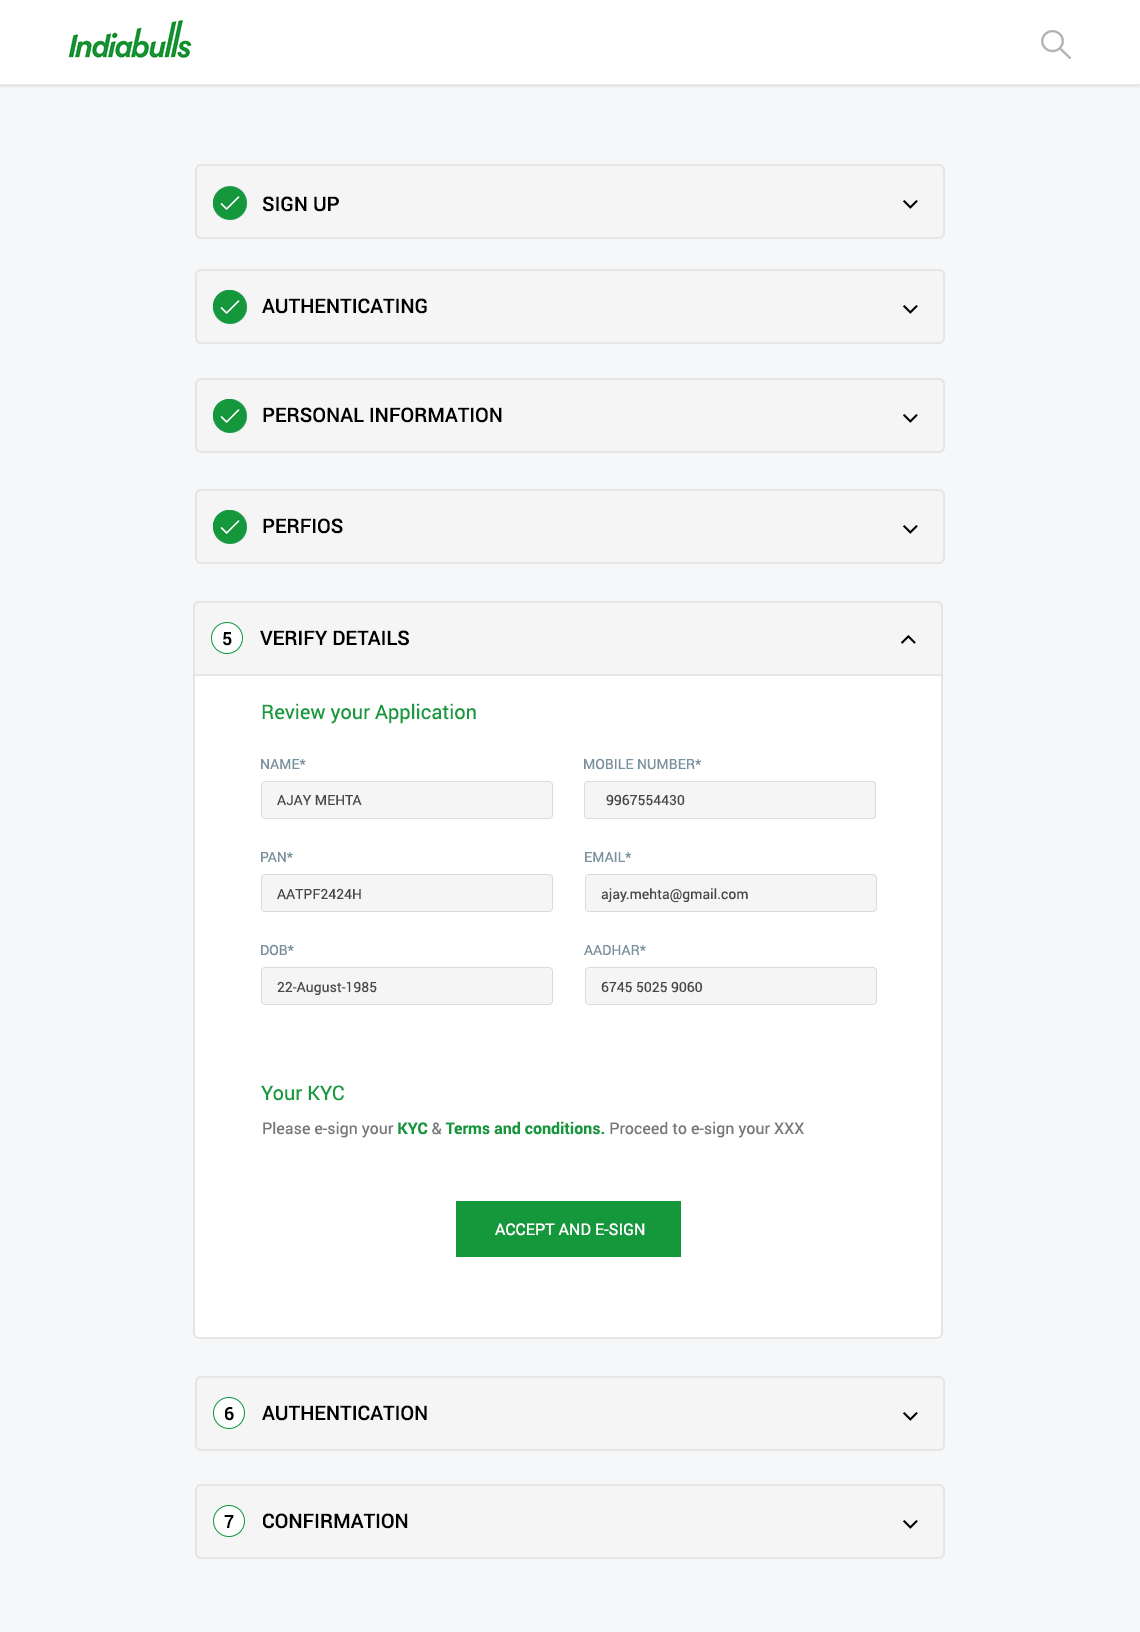 Indiabulls
SIGN UP
AUTHENTICATING
PERSONAL INFORMATION
PERFIOS
5 VERIFY DETAILS
Review your Application
NAME* MOBILE NUMBER*
AJAY MEHTA 9967554430
PAN* EMAIL*
AATPF2424H ajay.mehta@gmail.com
DOB* AADHAR*
22-August-1985 6745 5025 9060
Your KYC
Please e-sign your KYC & Terms and conditions. Proceed to e-sign your XXX
ACCEPT AND E-SIGN
6 AUTHENTICATION
7 CONFIRMATION